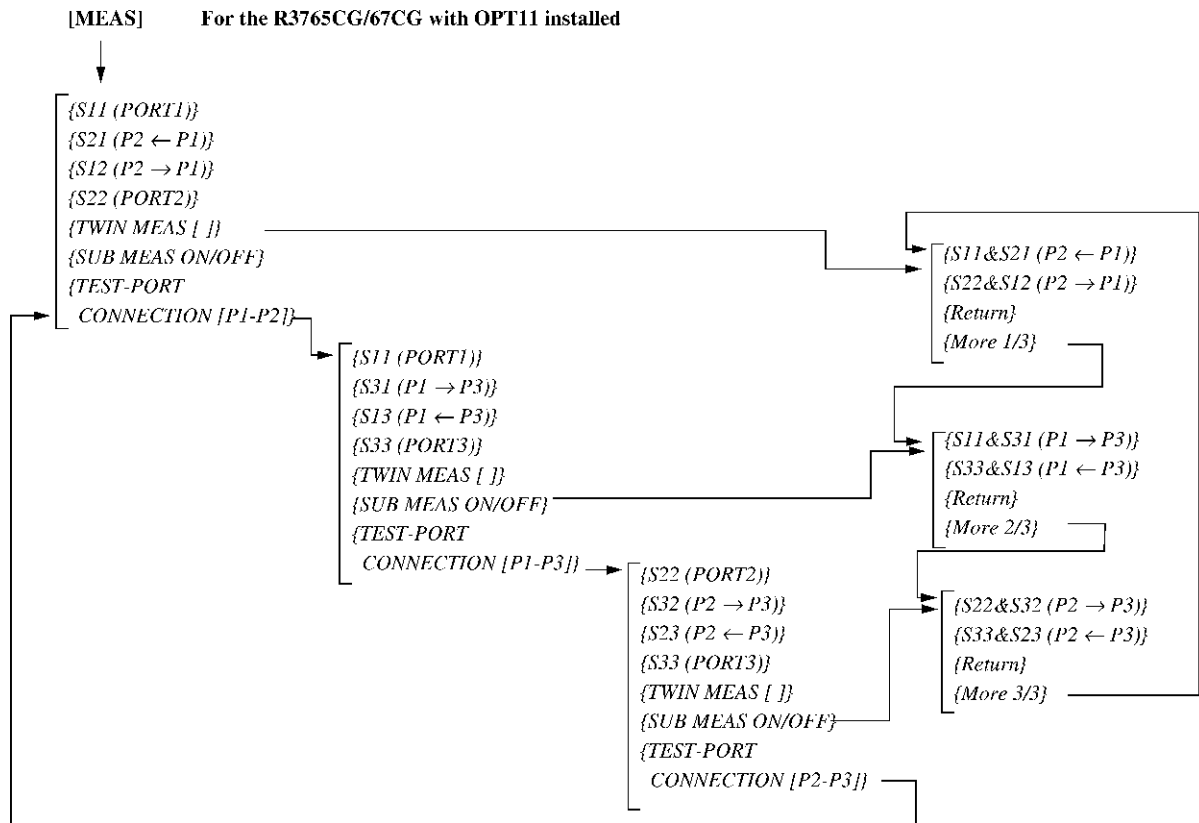 [MEAS] For the R3765CG/67CG with OPT11 installed
{S11 (PORT1)}
{S21 (P2 ← P1)}
{S12 (P2 → P1)}
{S22 (PORT2)}
{TWIN MEAS [ ]}
{SUB MEAS ON/OFF}
{TEST-PORT
CONNECTION [P1-P2]}
{S11 (PORT1)}
{S31 (P1 → P3)}
{S13 (P1 ← P3)}
{S33 (PORT3)}
{TWIN MEAS [ ]}
{SUB MEAS ON/OFF}
{TEST-PORT
CONNECTION [P1-P3]}
{S22 (PORT2)}
{S32 (P2 → P3)}
{S23 (P2 ← P3)}
{S33 (PORT3)}
{TWIN MEAS [ ]}
{SUB MEAS ON/OFF}
{TEST-PORT
CONNECTION [P2-P3]}
{S11&S21 (P2 ← P1)}
{S22&S12 (P2 → P1)}
{Return}
{More 1/3}
{S11&S31 (P1 → P3)}
{S33&S13 (P1 ← P3)}
{Return}
{More 2/3}
{S22&S32 (P2 → P3)}
{S33&S23 (P2 ← P3)}
{Return}
{More 3/3}